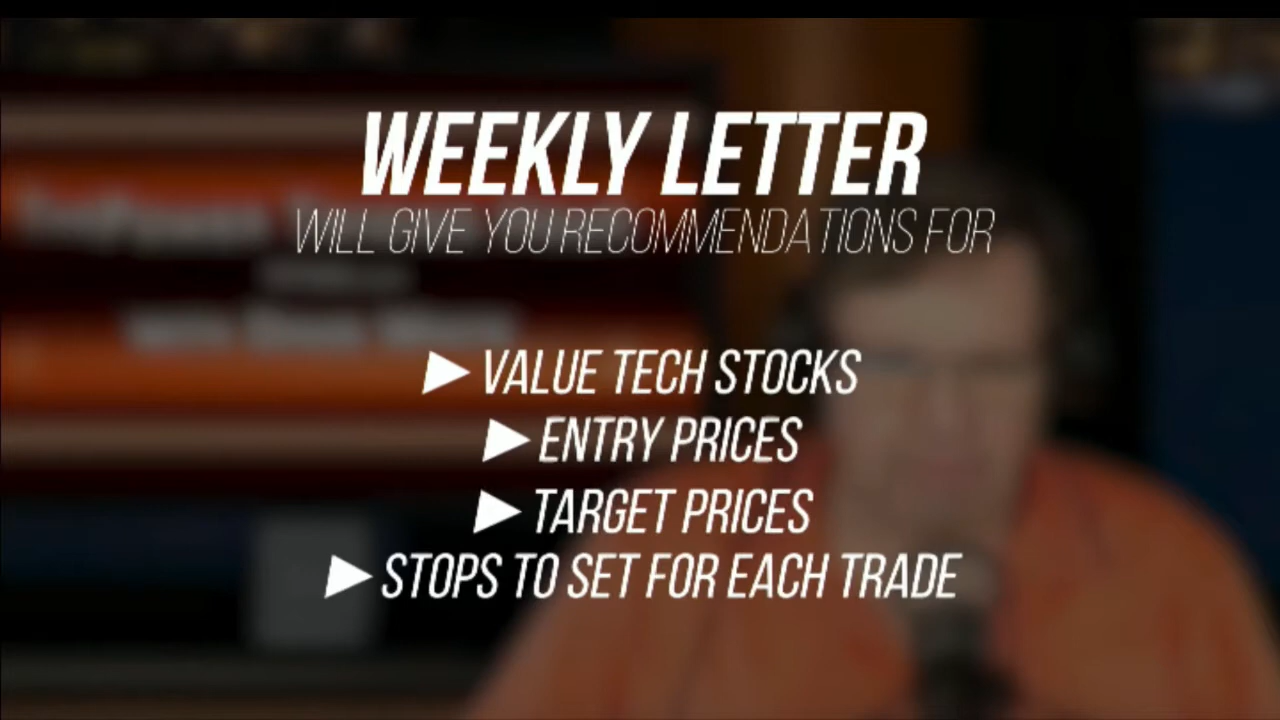 WEEKLY LETTER
WILL GIVE YOU RECOMMENDATIONS FOR
▶ VALUE TECH STOCKS
▶ ENTRY PRICES
▶ TARGET PRICES
▶ STOPS TO SET FOR EACH TRADE